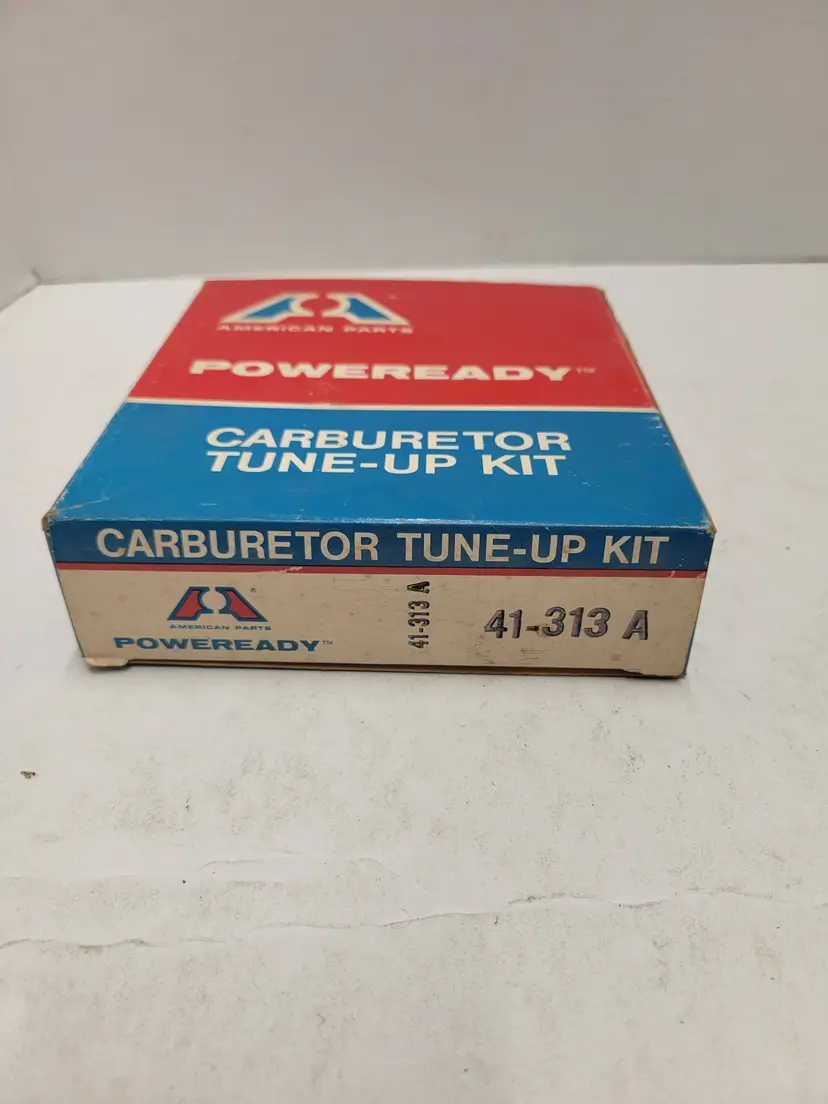 AMERICAN PARTS
POWEREADY™
CARBURETOR
TUNE-UP KIT
CARBURETOR TUNE-UP KIT
®
AMERICAN PARTS
POWEREADY™
41-313 A
41-313 A